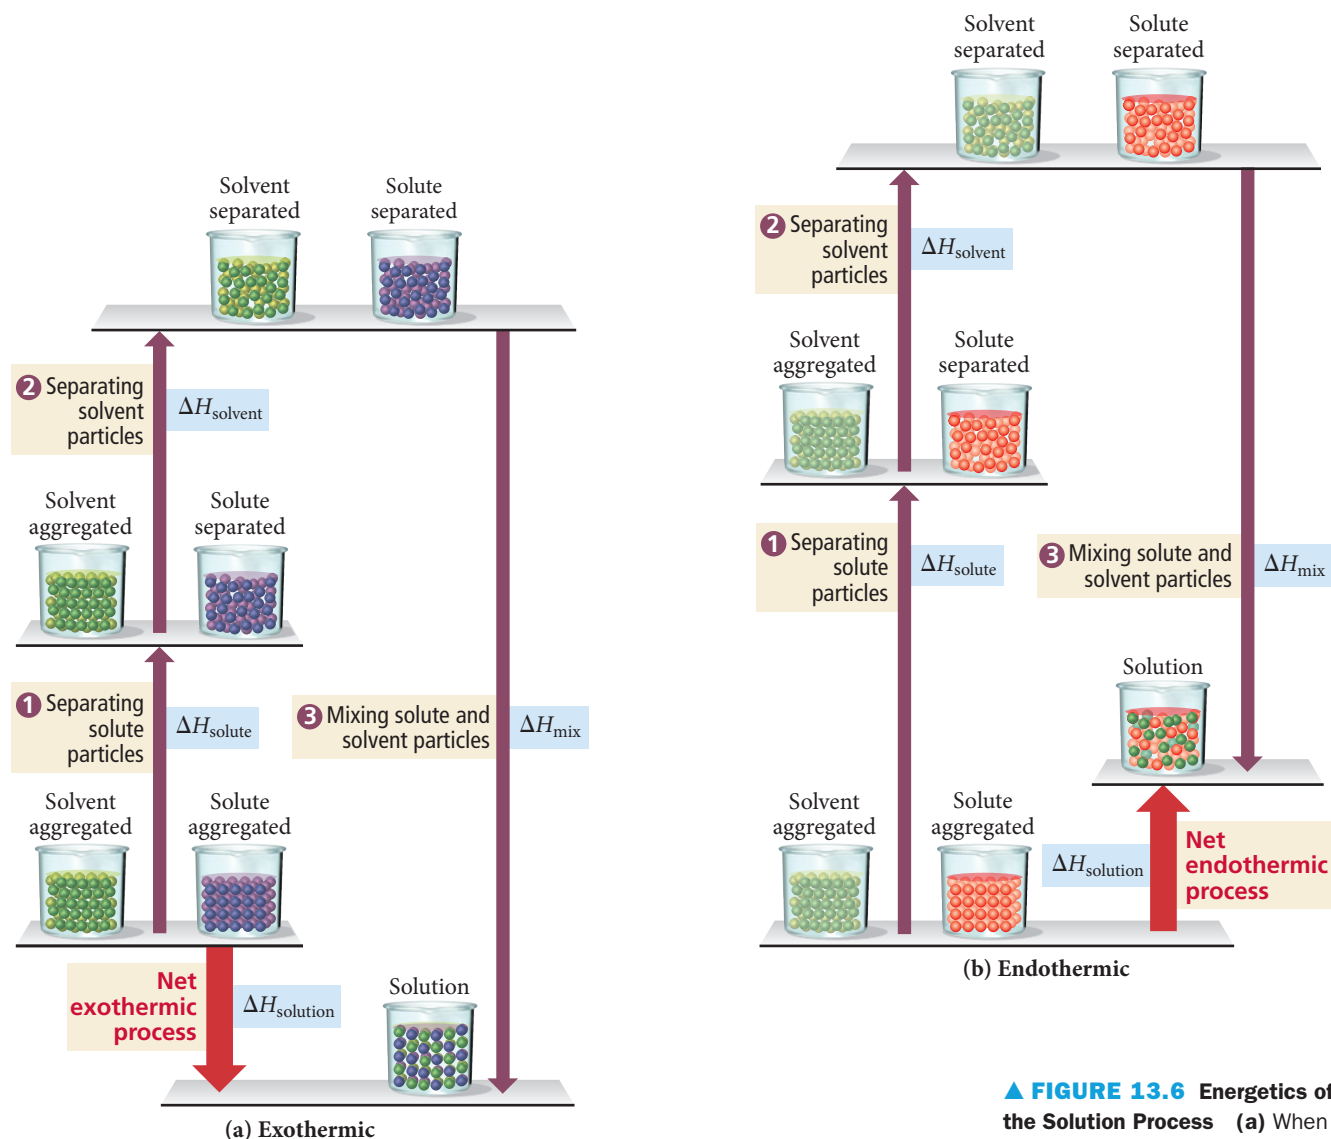 Solvent
separated
Solute
separated
② Separating
solvent
particles
ΔHsolvent
Solvent
aggregated
Solute
separated
① Separating
solute
particles
ΔHsolute
③ Mixing solute and
solvent particles
ΔHmix
Solvent
aggregated
Solute
aggregated
Net
exothermic
process
ΔHsolution
Solution
(a) Exothermic
Solvent
separated
Solute
separated
② Separating
solvent
particles
ΔHsolvent
Solvent
aggregated
Solute
separated
① Separating
solute
particles
ΔHsolute
③ Mixing solute and
solvent particles
ΔHmix
Solution
Solvent
aggregated
Solute
aggregated
ΔHsolution
Net
endothermic
process
(b) Endothermic
▲ FIGURE 13.6 Energetics of
the Solution Process (a) When